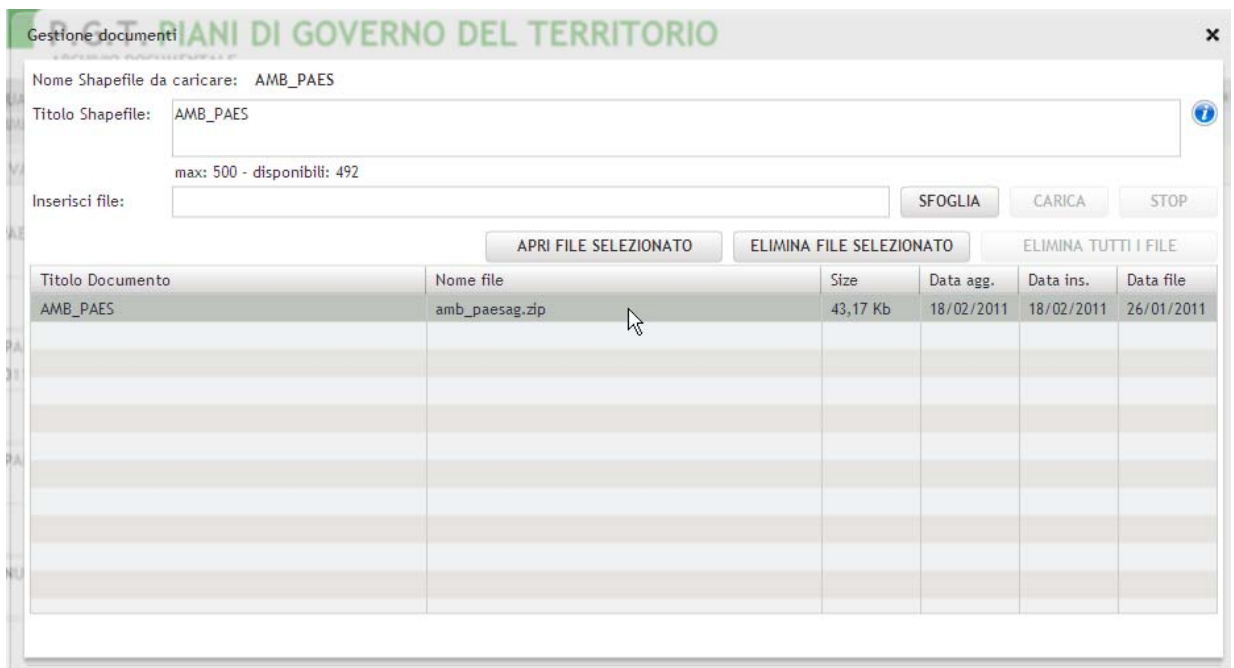 P.G.T. PIANI DI GOVERNO DEL TERRITORIO
Gestione documenti
ARCHIVIO DOCUMENTALE
Nome Shapefile da caricare: AMB_PAES
Titolo Shapefile: AMB_PAES
max: 500 - disponibili: 492
Inserisci file: SFOGLIA CARICA STOP
APRI FILE SELEZIONATO ELIMINA FILE SELEZIONATO ELIMINA TUTTI I FILE
Titolo Documento Nome file Size Data agg. Data ins. Data file
AMB_PAES amb_paesag.zip 43,17 Kb 18/02/2011 18/02/2011 26/01/2011